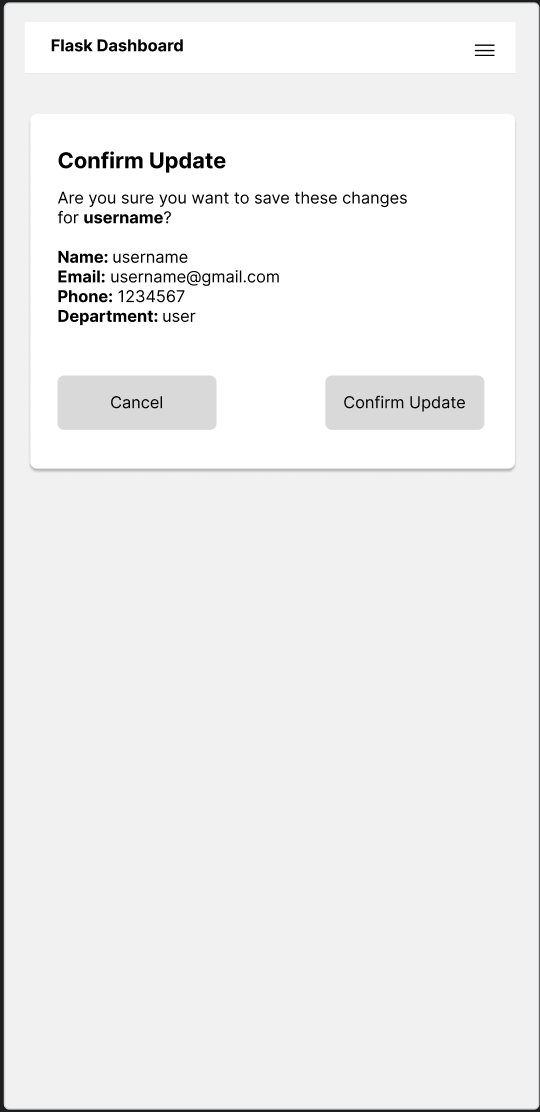 Flask Dashboard
Confirm Update
Are you sure you want to save these changes
for username?
Name: username
Email: username@gmail.com
Phone: 1234567
Department: user
Cancel
Confirm Update